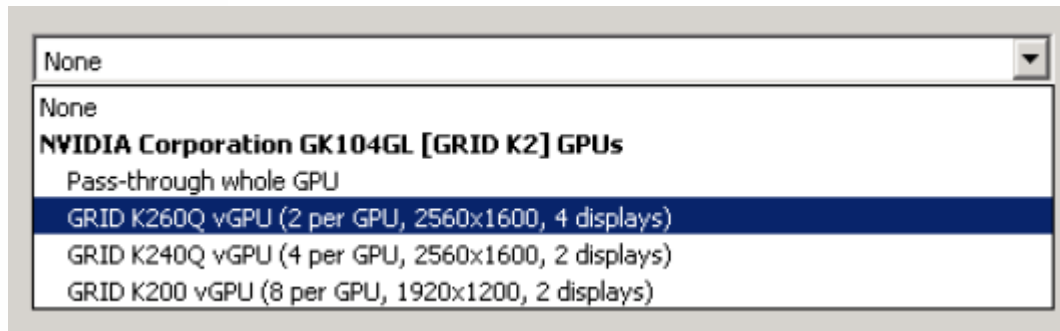 None
None
NVIDIA Corporation GK104GL [GRID K2] GPUs
Pass-through whole GPU
GRID K260Q vGPU (2 per GPU, 2560x1600, 4 displays)
GRID K240Q vGPU (4 per GPU, 2560x1600, 2 displays)
GRID K200 vGPU (8 per GPU, 1920x1200, 2 displays)